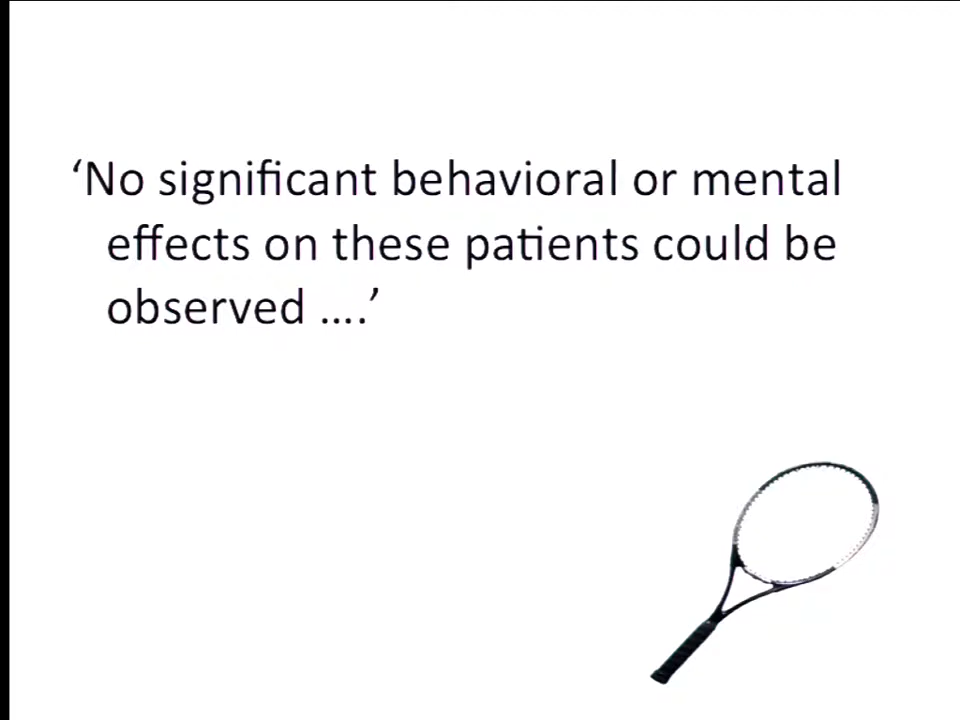 ‘No significant behavioral or mental
effects on these patients could be
observed ….’